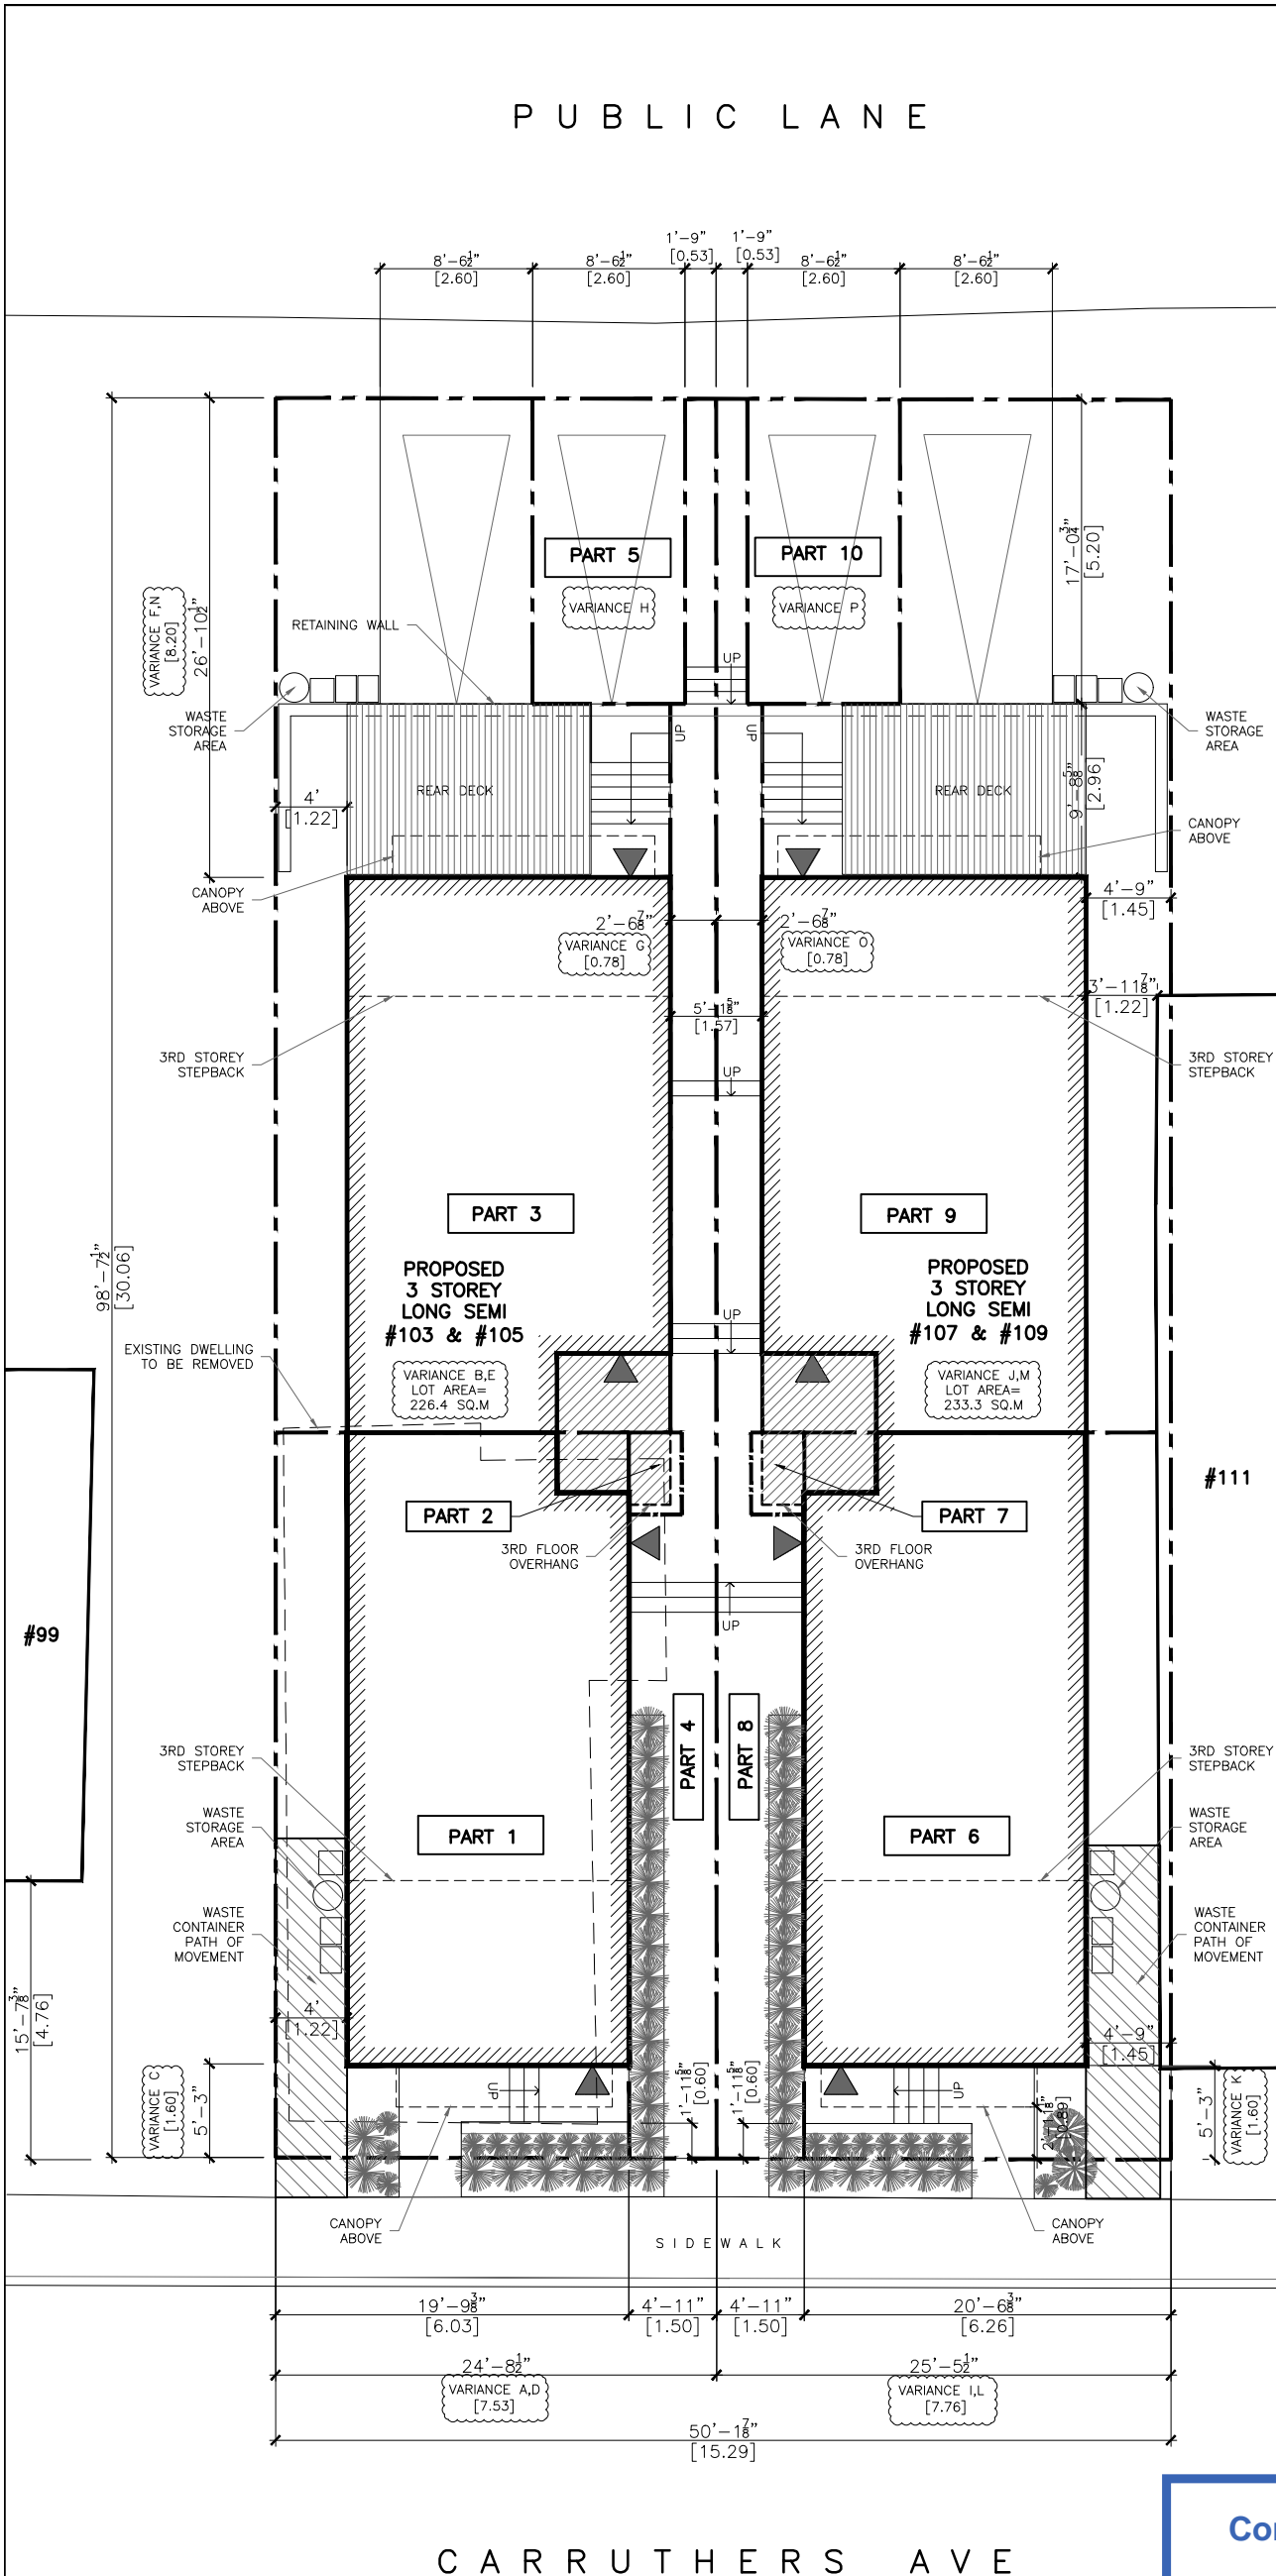 PUBLIC LANE
1'-9" 1'-9"
[0.53] [0.53]
8'-6½" 8'-6½" 8'-6½" 8'-6½"
[2.60] [2.60] [2.60] [2.60]
PART 5
PART 10
VARIANCE H
VARIANCE P
17'-0¾"
[5.20]
VARIANCE F,N
[8.20]
26'-10½"
RETAINING WALL
UP
WASTE
STORAGE
AREA
WASTE
STORAGE
AREA
UP
UP
REAR DECK
REAR DECK
9'-8⅝"
[2.96]
4'
[1.22]
CANOPY
ABOVE
CANOPY
ABOVE
4'-9"
[1.45]
2'-6⅞"
VARIANCE G
[0.78]
2'-6⅞"
VARIANCE O
[0.78]
3'-11⅞"
[1.22]
5'-1⅝"
[1.57]
3RD STOREY
STEPBACK
UP
3RD STOREY
STEPBACK
PART 3
PART 9
98'-7½"
[30.06]
PROPOSED
3 STOREY
LONG SEMI
#103 & #105
PROPOSED
3 STOREY
LONG SEMI
#107 & #109
UP
EXISTING DWELLING
TO BE REMOVED
VARIANCE B,E
LOT AREA=
226.4 SQ.M
VARIANCE J,M
LOT AREA=
233.3 SQ.M
#111
PART 2
PART 7
3RD FLOOR
OVERHANG
3RD FLOOR
OVERHANG
#99
UP
PART 4
PART 8
3RD STOREY
STEPBACK
3RD STOREY
STEPBACK
WASTE
STORAGE
AREA
PART 1
PART 6
WASTE
STORAGE
AREA
WASTE
CONTAINER
PATH OF
MOVEMENT
WASTE
CONTAINER
PATH OF
MOVEMENT
15'-7⅜"
[4.76]
4'
[1.22]
4'-9"
[1.45]
VARIANCE C
[1.60]
5'-3"
UP
1'-11⅝"
[0.60]
1'-11⅝"
[0.60]
UP
[0.89]
5'-3"
VARIANCE K
[1.60]
CANOPY
ABOVE
SIDEWALK
CANOPY
ABOVE
19'-9⅜" 4'-11" 4'-11" 20'-6⅜"
[6.03] [1.50] [1.50] [6.26]
24'-8½" 25'-5½"
VARIANCE A,D
[7.53]
VARIANCE I,L
[7.76]
50'-1⅞"
[15.29]
CARRUTHERS AVE